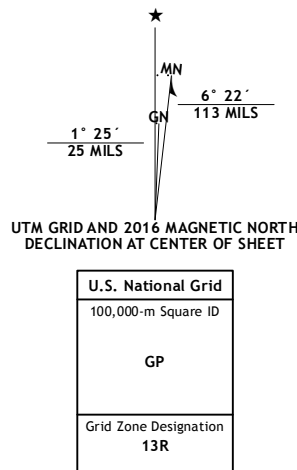 MN
6° 22´
113 MILS
GN
1° 25´
25 MILS
UTM GRID AND 2016 MAGNETIC NORTH
DECLINATION AT CENTER OF SHEET
U.S. National Grid
100,000-m Square ID
GP
Grid Zone Designation
13R